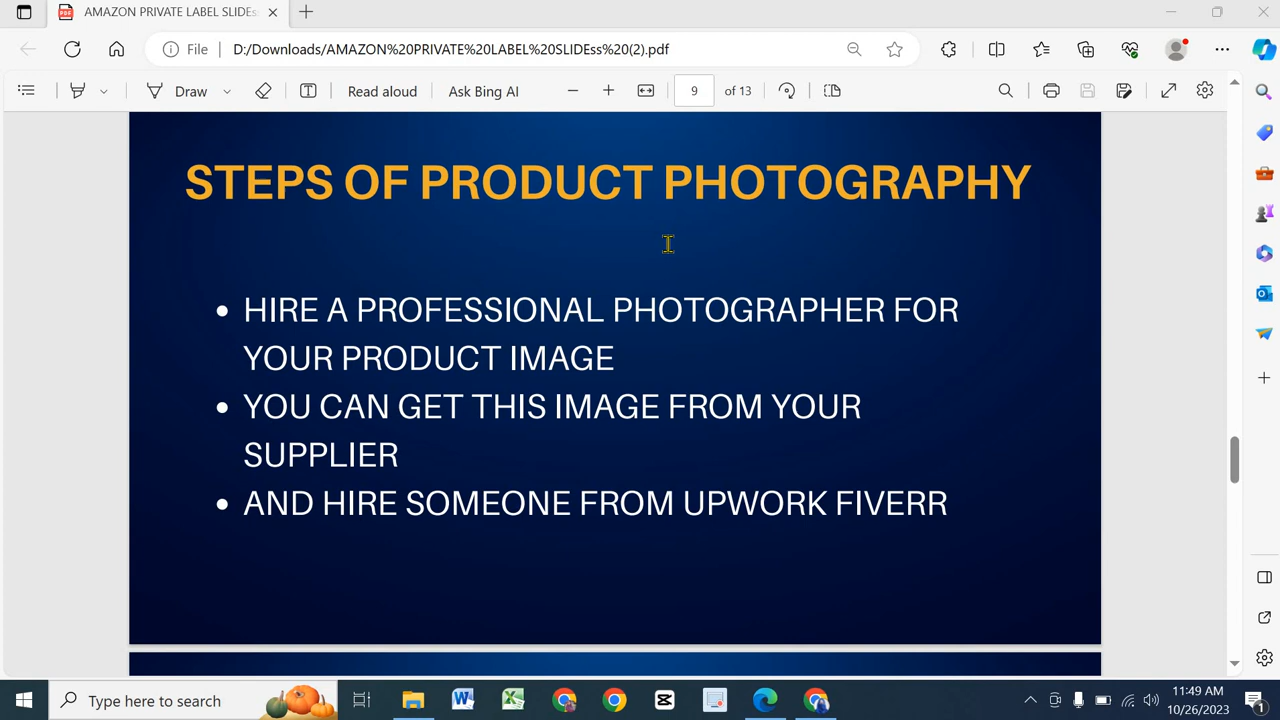 AMAZON PRIVATE LABEL SLIDEs
File D:/Downloads/AMAZON%20PRIVATE%20LABEL%20SLIDEss%20(2).pdf
Draw Read aloud Ask Bing AI 9 of 13
STEPS OF PRODUCT PHOTOGRAPHY
• HIRE A PROFESSIONAL PHOTOGRAPHER FOR
YOUR PRODUCT IMAGE
• YOU CAN GET THIS IMAGE FROM YOUR
SUPPLIER
• AND HIRE SOMEONE FROM UPWORK FIVERR
Type here to search
11:49 AM
10/26/2023
1